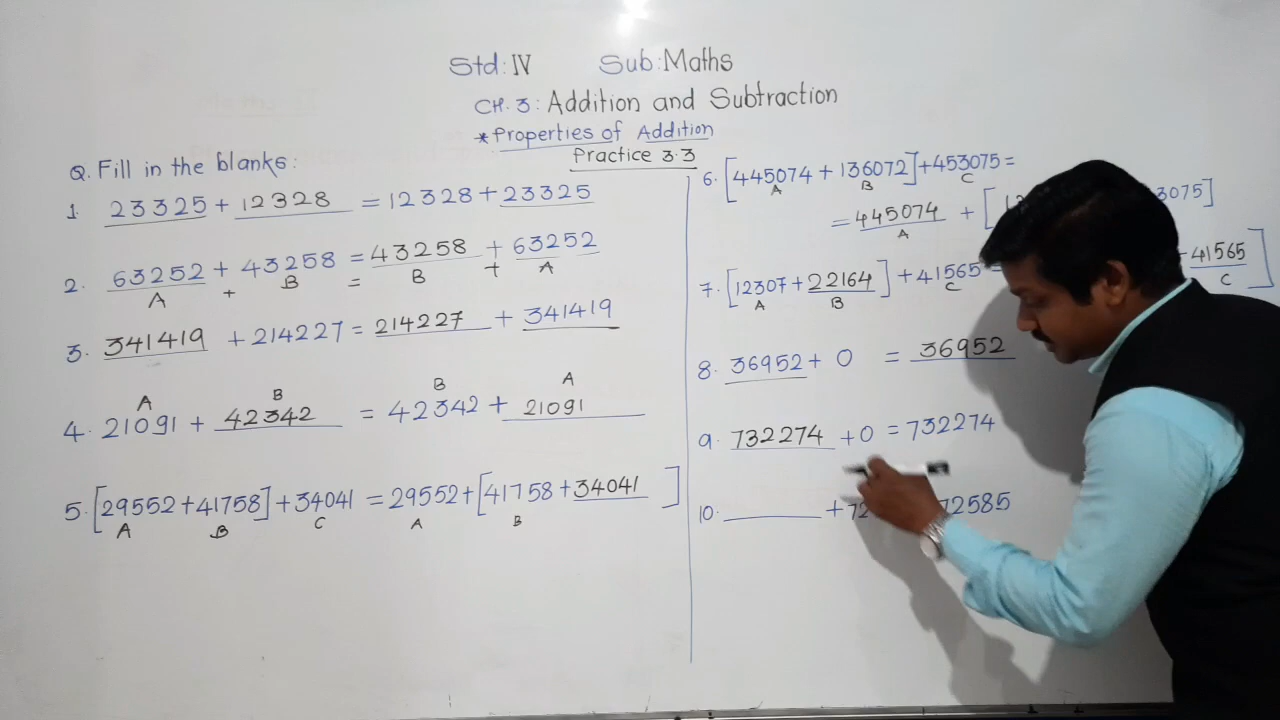 Std: IV Sub: Maths
CH. 3: Addition and Subtraction
*Properties of Addition
Practice 3.3
Q. Fill in the blanks:
1. 23325 + 12328 = 12328 + 23325
2. 63252 + 43258 = 43258 + 63252
A + B = B + A
3. 341419 + 214227 = 214227 + 341419
A B B A
4. 21091 + 42342 = 42342 + 21091
5. [29552 + 41758] + 34041 = 29552 + [41758 + 34041]
A B C A B
6. [445074 + 136072] + 453075 =
A B C
= 445074 + [ 3075]
A
7. [12307 + 22164] + 41565 + 41565]
A B C C
8. 36952 + 0 = 36952
9. 732274 + 0 = 732274
10. ________ + 72585